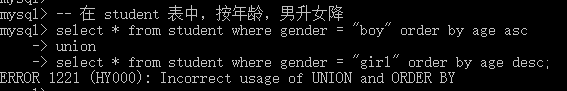 mysql> -- 在 student 表中，按年龄，男升女降
mysql> select * from student where gender = "boy" order by age asc
    -> union
    -> select * from student where gender = "girl" order by age desc;
ERROR 1221 (HY000): Incorrect usage of UNION and ORDER BY